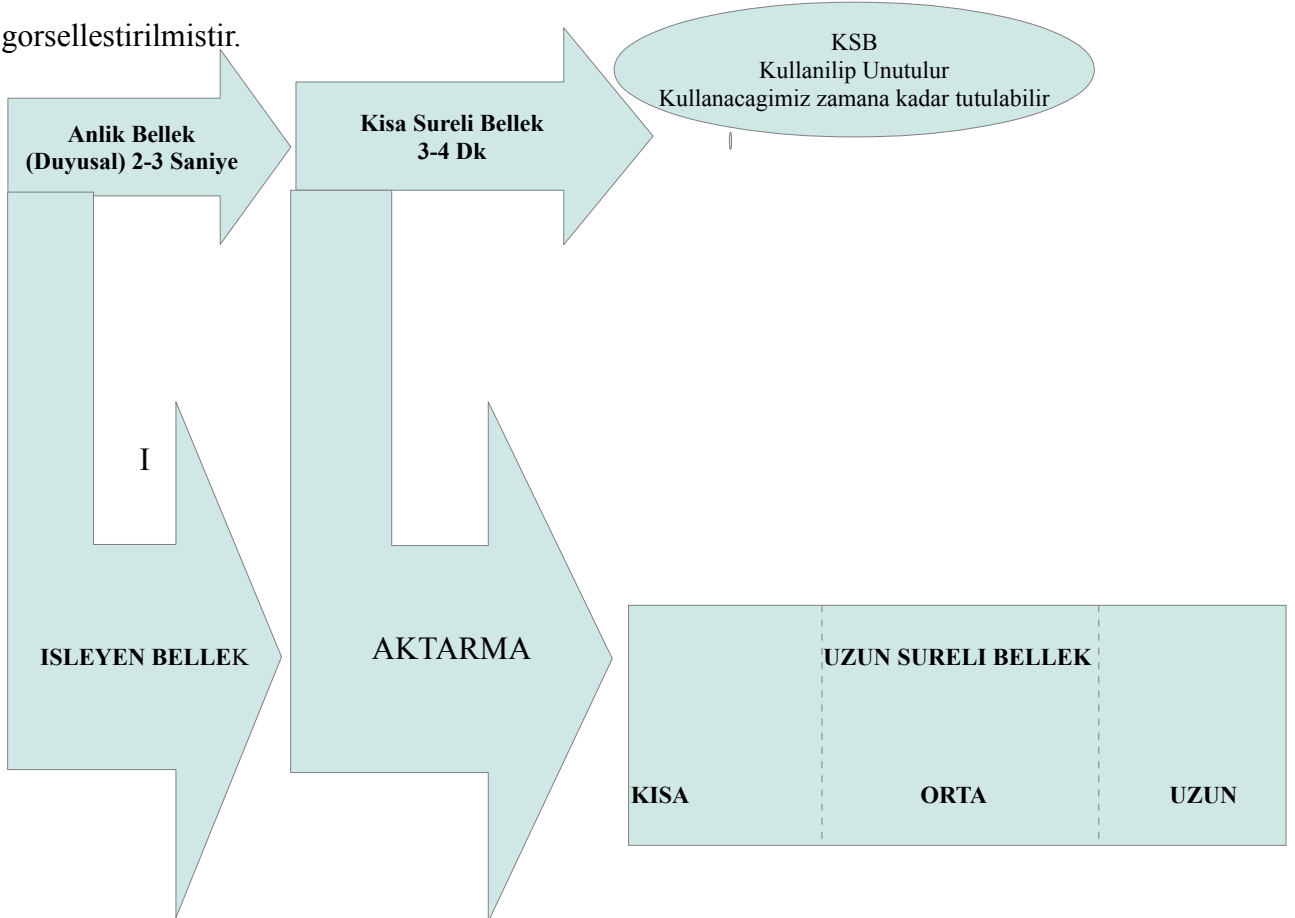 gorsellestirilmistir.
KSB
Kullanilip Unutulur
Kullanacagimiz zamana kadar tutulabilir
Anlik Bellek
(Duyusal) 2-3 Saniye
Kisa Sureli Bellek
3-4 Dk
I
ISLEYEN BELLEK
AKTARMA
UZUN SURELI BELLEK
KISA
ORTA
UZUN